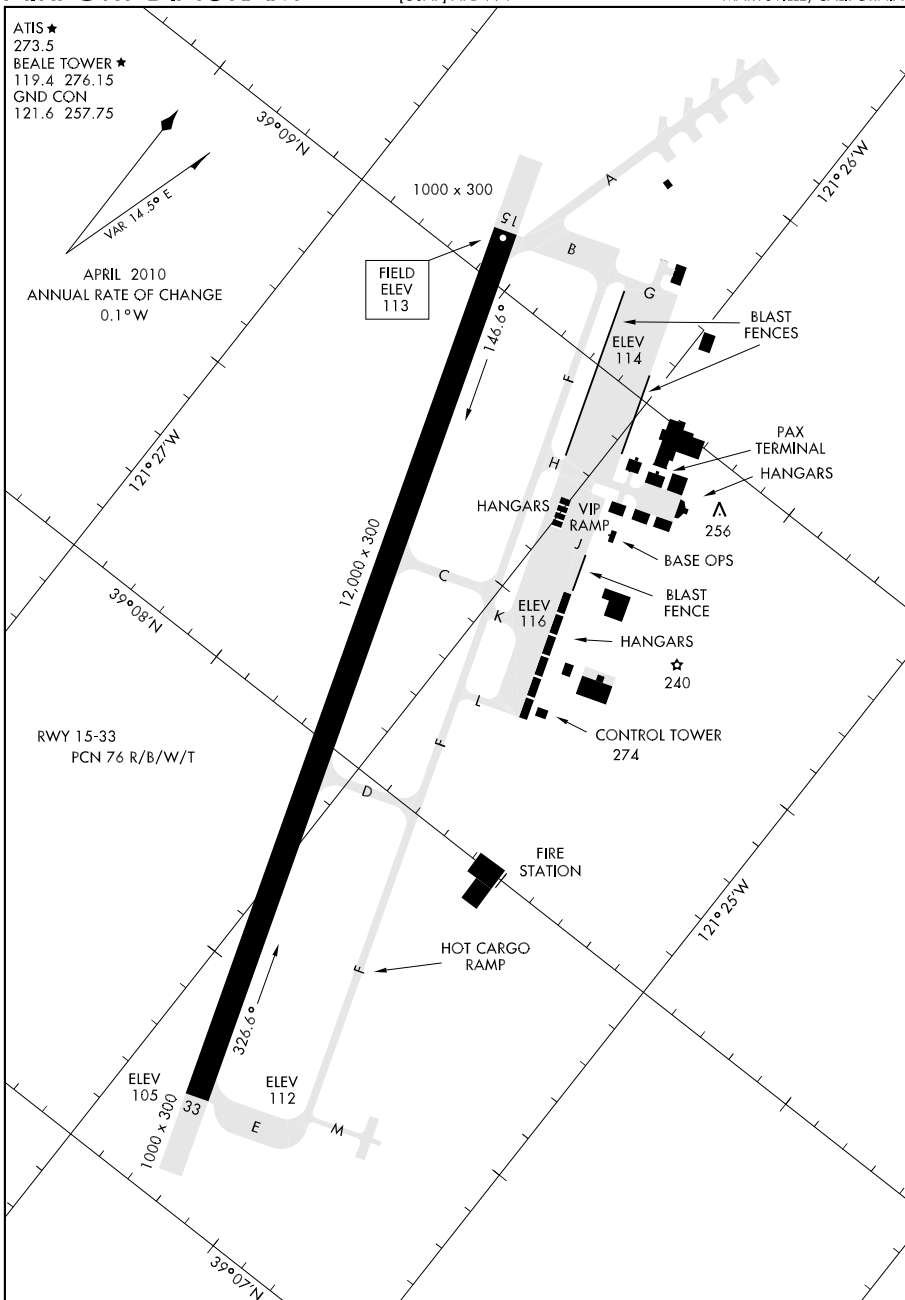 ATIS ★
273.5
BEALE TOWER ★
119.4 276.15
GND CON
121.6 257.75
VAR 14.5° E
APRIL 2010
ANNUAL RATE OF CHANGE
0.1° W
39°09'N
121°26'W
1000 x 300
15
A
B
G
FIELD
ELEV
113
146.6°
ELEV
114
BLAST
FENCES
F
121°27'W
PAX
TERMINAL
HANGARS
H
HANGARS
VIP
RAMP
256
J
BASE OPS
12,000 x 300
C
BLAST
FENCE
39°08'N
K
ELEV
116
HANGARS
240
L
RWY 15-33
PCN 76 R/B/W/T
F
CONTROL TOWER
274
D
FIRE
STATION
121°25'W
HOT CARGO
RAMP
F
326.6°
ELEV
105
ELEV
112
33
1000 x 300
E
M
39°07'N